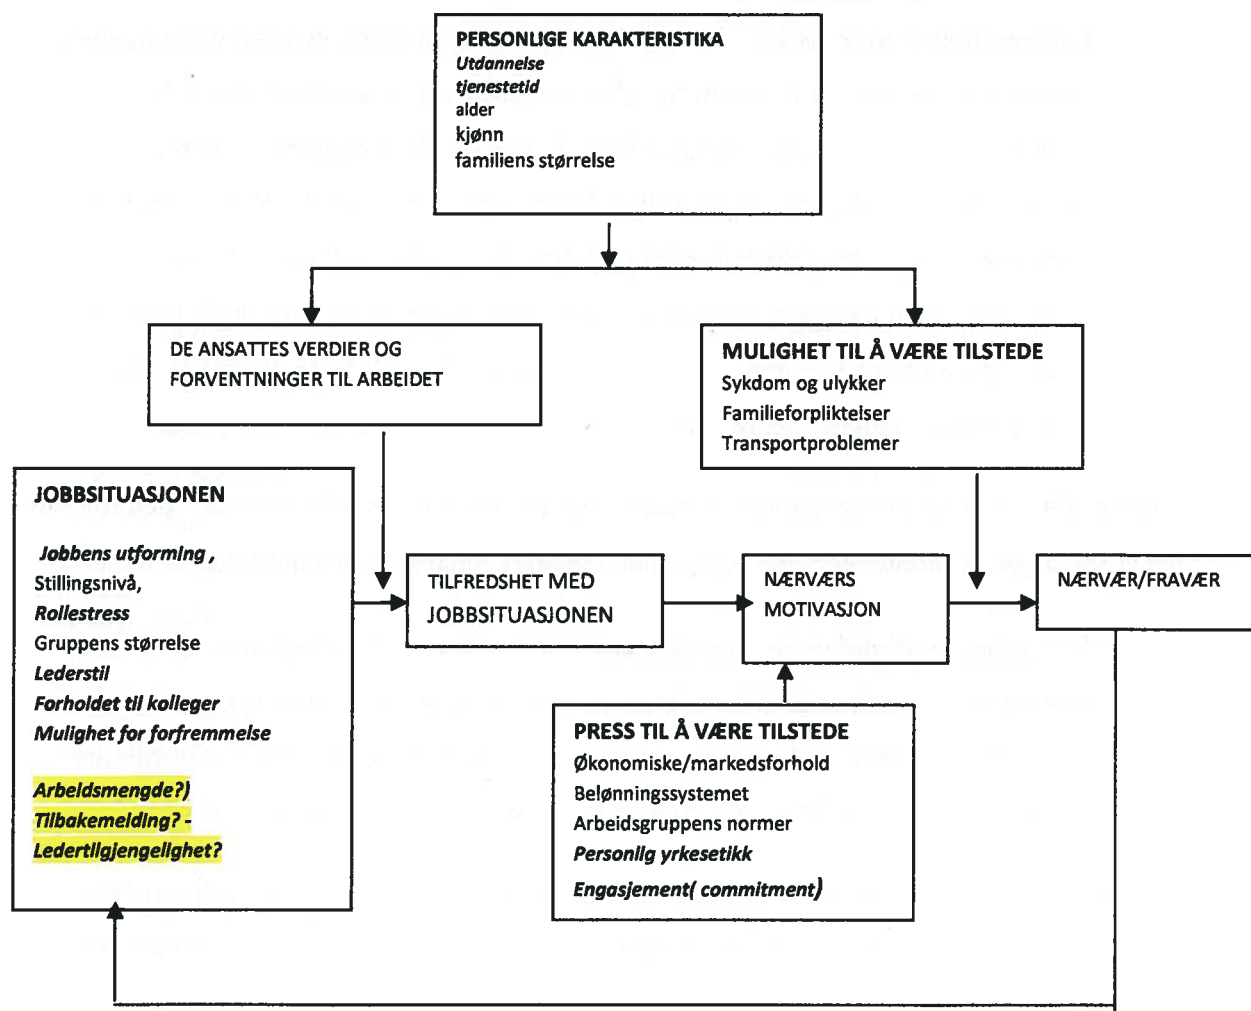 PERSONLIGE KARAKTERISTIKA
Utdannelse
tjenestetid
alder
kjønn
familiens størrelse
DE ANSATTES VERDIER OG
FORVENTNINGER TIL ARBEIDET
MULIGHET TIL Å VÆRE TILSTEDE
Sykdom og ulykker
Familieforpliktelser
Transportproblemer
JOBBSITUASJONEN
Jobbens utforming ,
Stillingsnivå,
Rollestress
Gruppens størrelse
Lederstil
Forholdet til kolleger
Mulighet for forfremmelse
Arbeidsmengde?)
Tilbakemelding? -
Ledertilgjengelighet?
TILFREDSHET MED
JOBBSITUASJONEN
NÆRVÆRS
MOTIVASJON
NÆRVÆR/FRAVÆR
PRESS TIL Å VÆRE TILSTEDE
Økonomiske/markedsforhold
Belønningssystemet
Arbeidsgruppens normer
Personlig yrkesetikk
Engasjement( commitment)